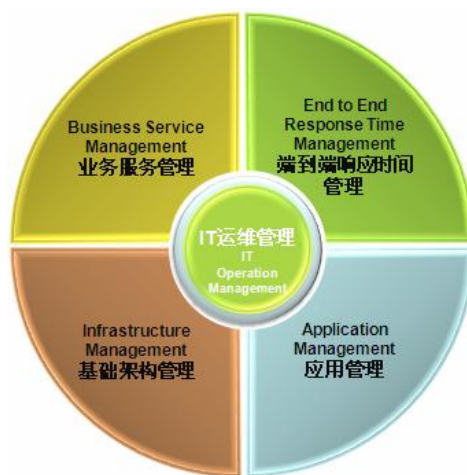 Business Service
Management
业务服务管理
End to End
Response Time
Management
端到端响应时间
管理
IT运维管理
IT
Operation
Management
Infrastructure
Management
基础架构管理
Application
Management
应用管理